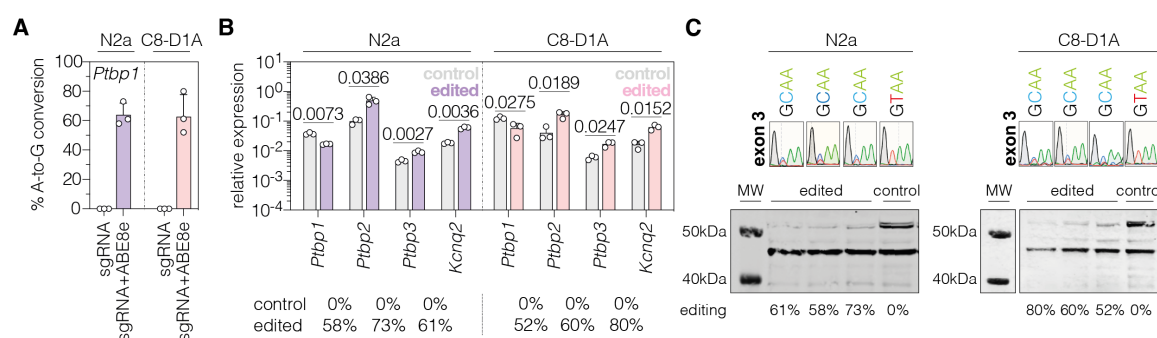 A
N2a C8-D1A
Ptbp1
% A-to-G conversion
100
80
60
40
20
0
sgRNA
sgRNA+ABE8e
sgRNA
sgRNA+ABE8e
B
N2a
C8-D1A
relative expression
10^1
10^0
10^-1
10^-2
10^-3
10^-4
control
edited
control
edited
0.0073
0.0386
0.0027
0.0036
0.0275
0.0189
0.0247
0.0152
Ptbp1
Ptbp2
Ptbp3
Kcnq2
Ptbp1
Ptbp2
Ptbp3
Kcnq2
control 0% 0% 0% 0% 0% 0%
edited 58% 73% 61% 52% 60% 80%
C
N2a
GCAA
GCAA
GCAA
GTAA
exon 3
MW edited control
50kDa
40kDa
editing 61% 58% 73% 0%
C8-D1A
GCAA
GCAA
GCAA
GTAA
exon 3
MW edited contro
50kDa
40kDa
80% 60% 52% 0%